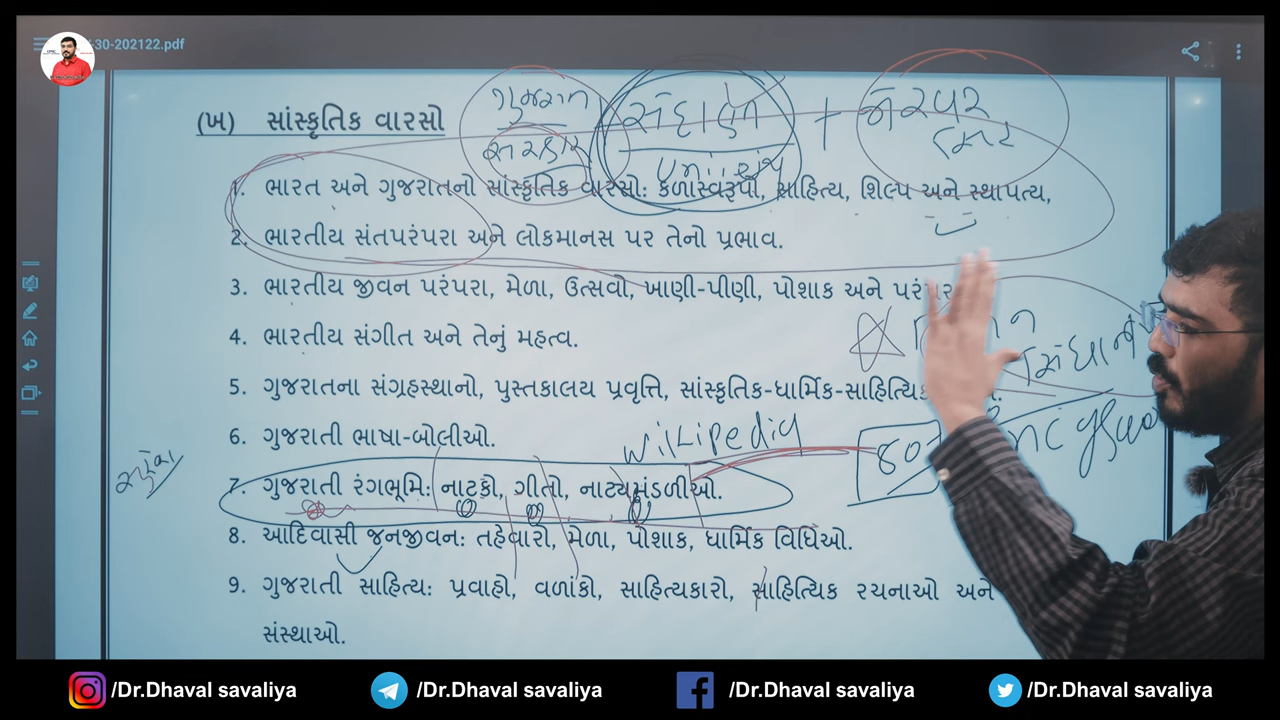 30-202122.pdf
ગુજરાત
સરકાર
+
(ખ) સાંસ્કૃતિક વારસો
1. ભારત અને ગુજરાતનો સાંસ્કૃતિક વારસો: કળાસ્વરૂપો, સાહિત્ય, શિલ્પ અને સ્થાપત્ય,
2. ભારતીય સંતપરંપરા અને લોકમાનસ પર તેનો પ્રભાવ.
3. ભારતીય જીવન પરંપરા, મેળા, ઉત્સવો, ખાણી-પીણી, પોશાક અને
4. ભારતીય સંગીત અને તેનું મહત્વ.
5. ગુજરાતના સંગ્રહસ્થાનો, પુસ્તકાલય પ્રવૃત્તિ, સાંસ્કૃતિક-ધાર્મિક-સાહિત્યિક
6. ગુજરાતી ભાષા-બોલીઓ.
wikipedia
7. ગુજરાતી રંગભૂમિ: નાટકો, ગીતો, નાટ્યમંડળીઓ.
8. આદિવાસી જનજીવન: તહેવારો, મેળા, પોશાક, ધાર્મિક વિધિઓ.
9. ગુજરાતી સાહિત્ય: પ્રવાહો, વળાંકો, સાહિત્યકારો, સાહિત્યિક રચનાઓ અને
સંસ્થાઓ.
/Dr.Dhaval savaliya /Dr.Dhaval savaliya /Dr.Dhaval savaliya /Dr.Dhaval savaliya